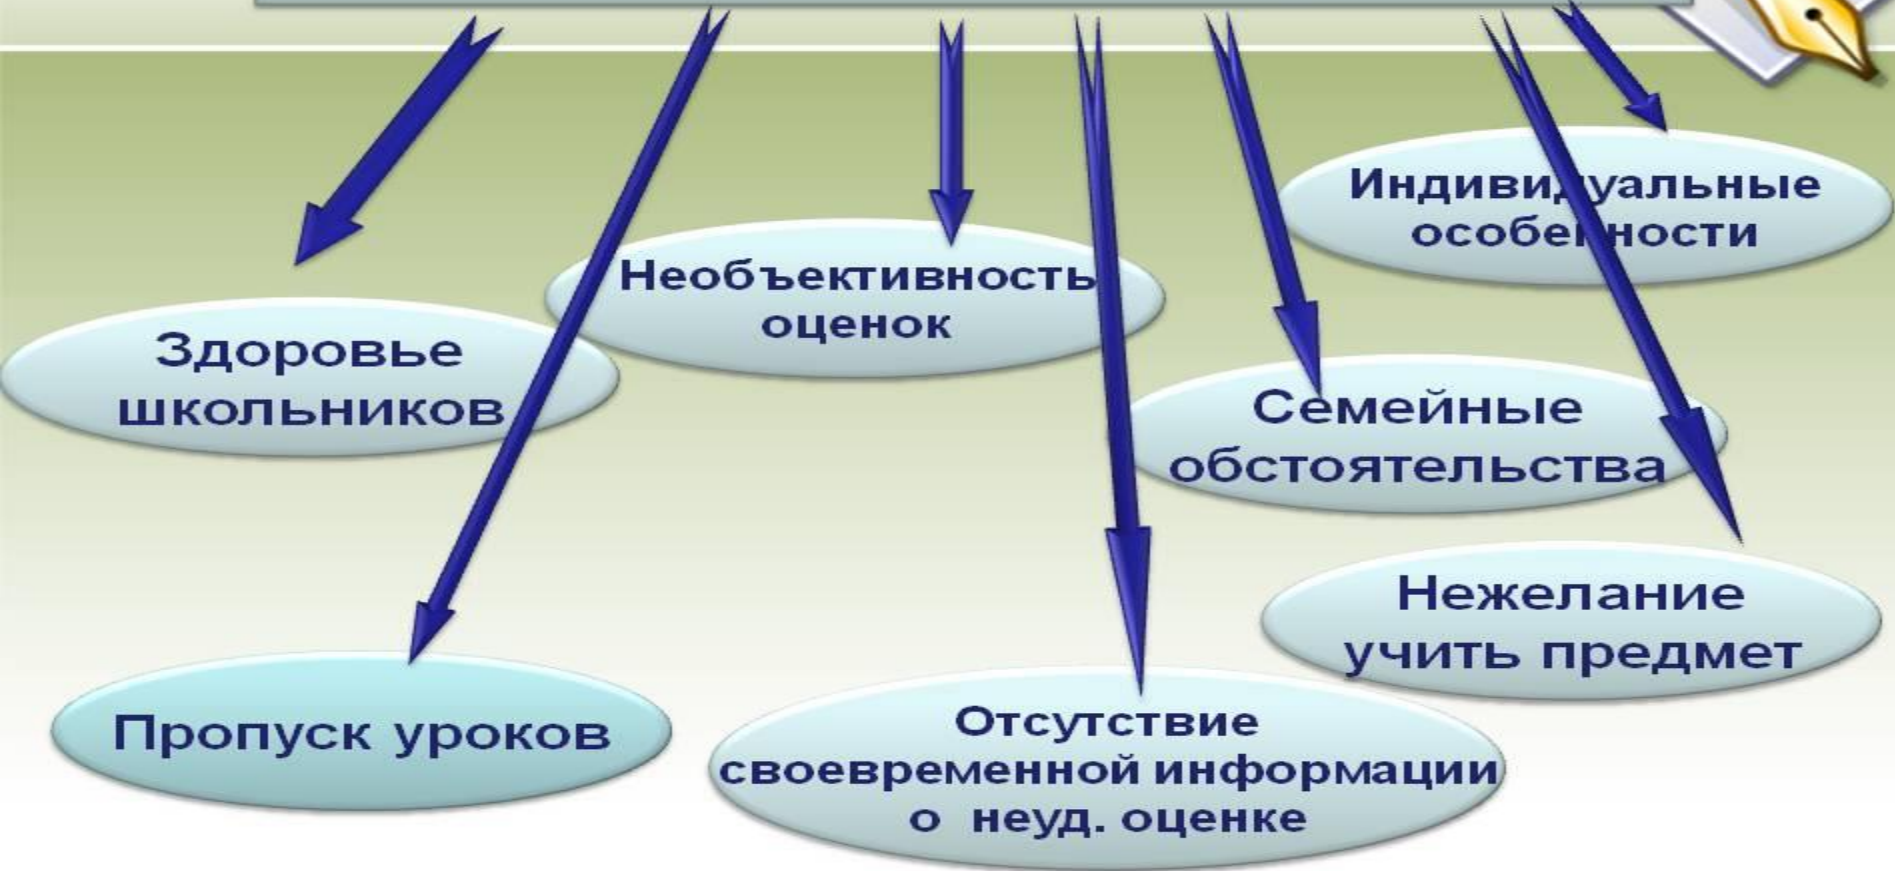 Индивидуальные
особенности
Необъективность
оценок
Здоровье
школьников
Семейные
обстоятельства
Нежелание
учить предмет
Пропуск уроков
Отсутствие
своевременной информации
о неуд. оценке